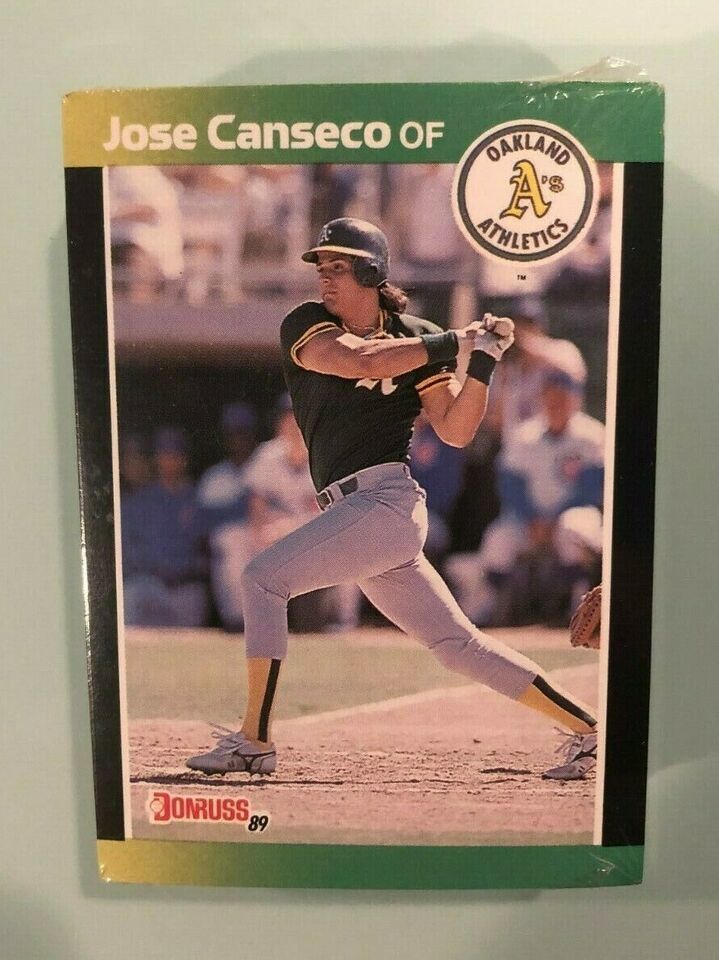 Jose Canseco OF
OAKLAND
A's
ATHLETICS
TM
A
DONRUSS 89